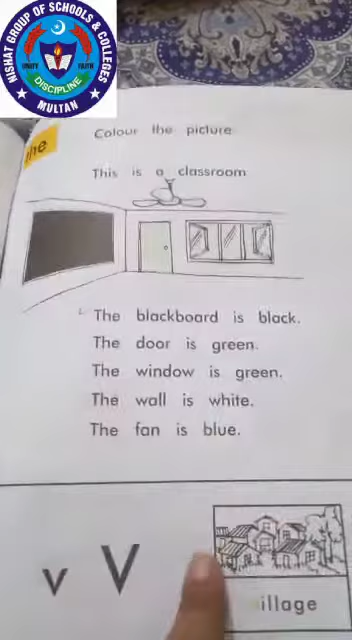 NISHAT GROUP OF SCHOOLS & COLLEGES
UNITY FAITH
DISCIPLINE
MULTAN
the
Colour the picture
This is a classroom
The blackboard is black.
The door is green.
The window is green.
The wall is white.
The fan is blue.
v V
illage